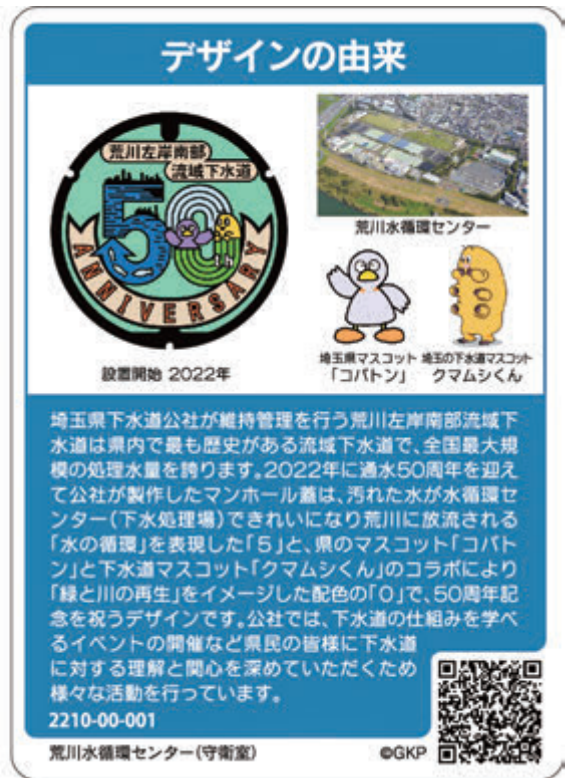 デザインの由来
荒川左岸南部
流域下水道
50
ANNIVERSARY
設置開始 2022年
荒川水循環センター
埼玉県マスコット
「コバトン」
埼玉の下水道マスコット
クマムシくん
埼玉県下水道公社が維持管理を行う荒川左岸南部流域下
水道は県内で最も歴史がある流域下水道で、全国最大規
模の処理水量を誇ります。2022年に通水50周年を迎え
て公社が製作したマンホール蓋は、汚れた水が水循環セ
ンター(下水処理場)できれいになり荒川に放流される
「水の循環」を表現した「5」と、県のマスコット「コバト
ン」と下水道マスコット「クマムシくん」のコラボにより
「緑と川の再生」をイメージした配色の「0」で、50周年記
念を祝うデザインです。公社では、下水道の仕組みを学べ
るイベントの開催など県民の皆様に下水道
に対する理解と関心を深めていただくため
様々な活動を行っています。
2210-00-001
荒川水循環センター(守衛室)
©GKP